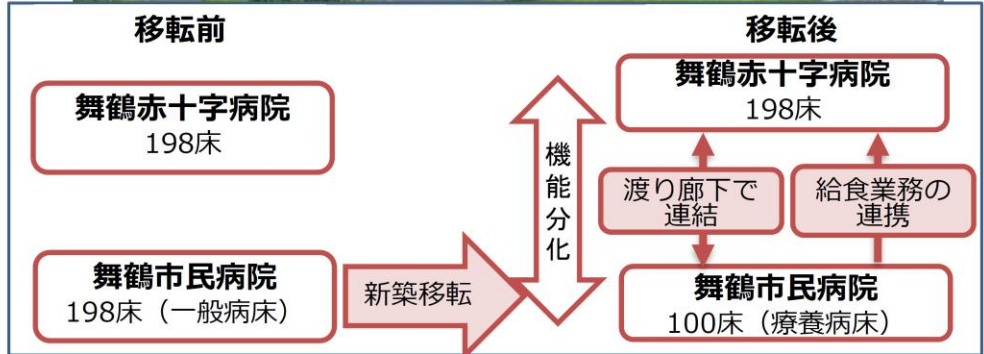 移転前
移転後
舞鶴赤十字病院
198床
舞鶴赤十字病院
198床
機能分化
渡り廊下で
連結
給食業務の
連携
舞鶴市民病院
198床（一般病床）
新築移転
舞鶴市民病院
100床（療養病床）